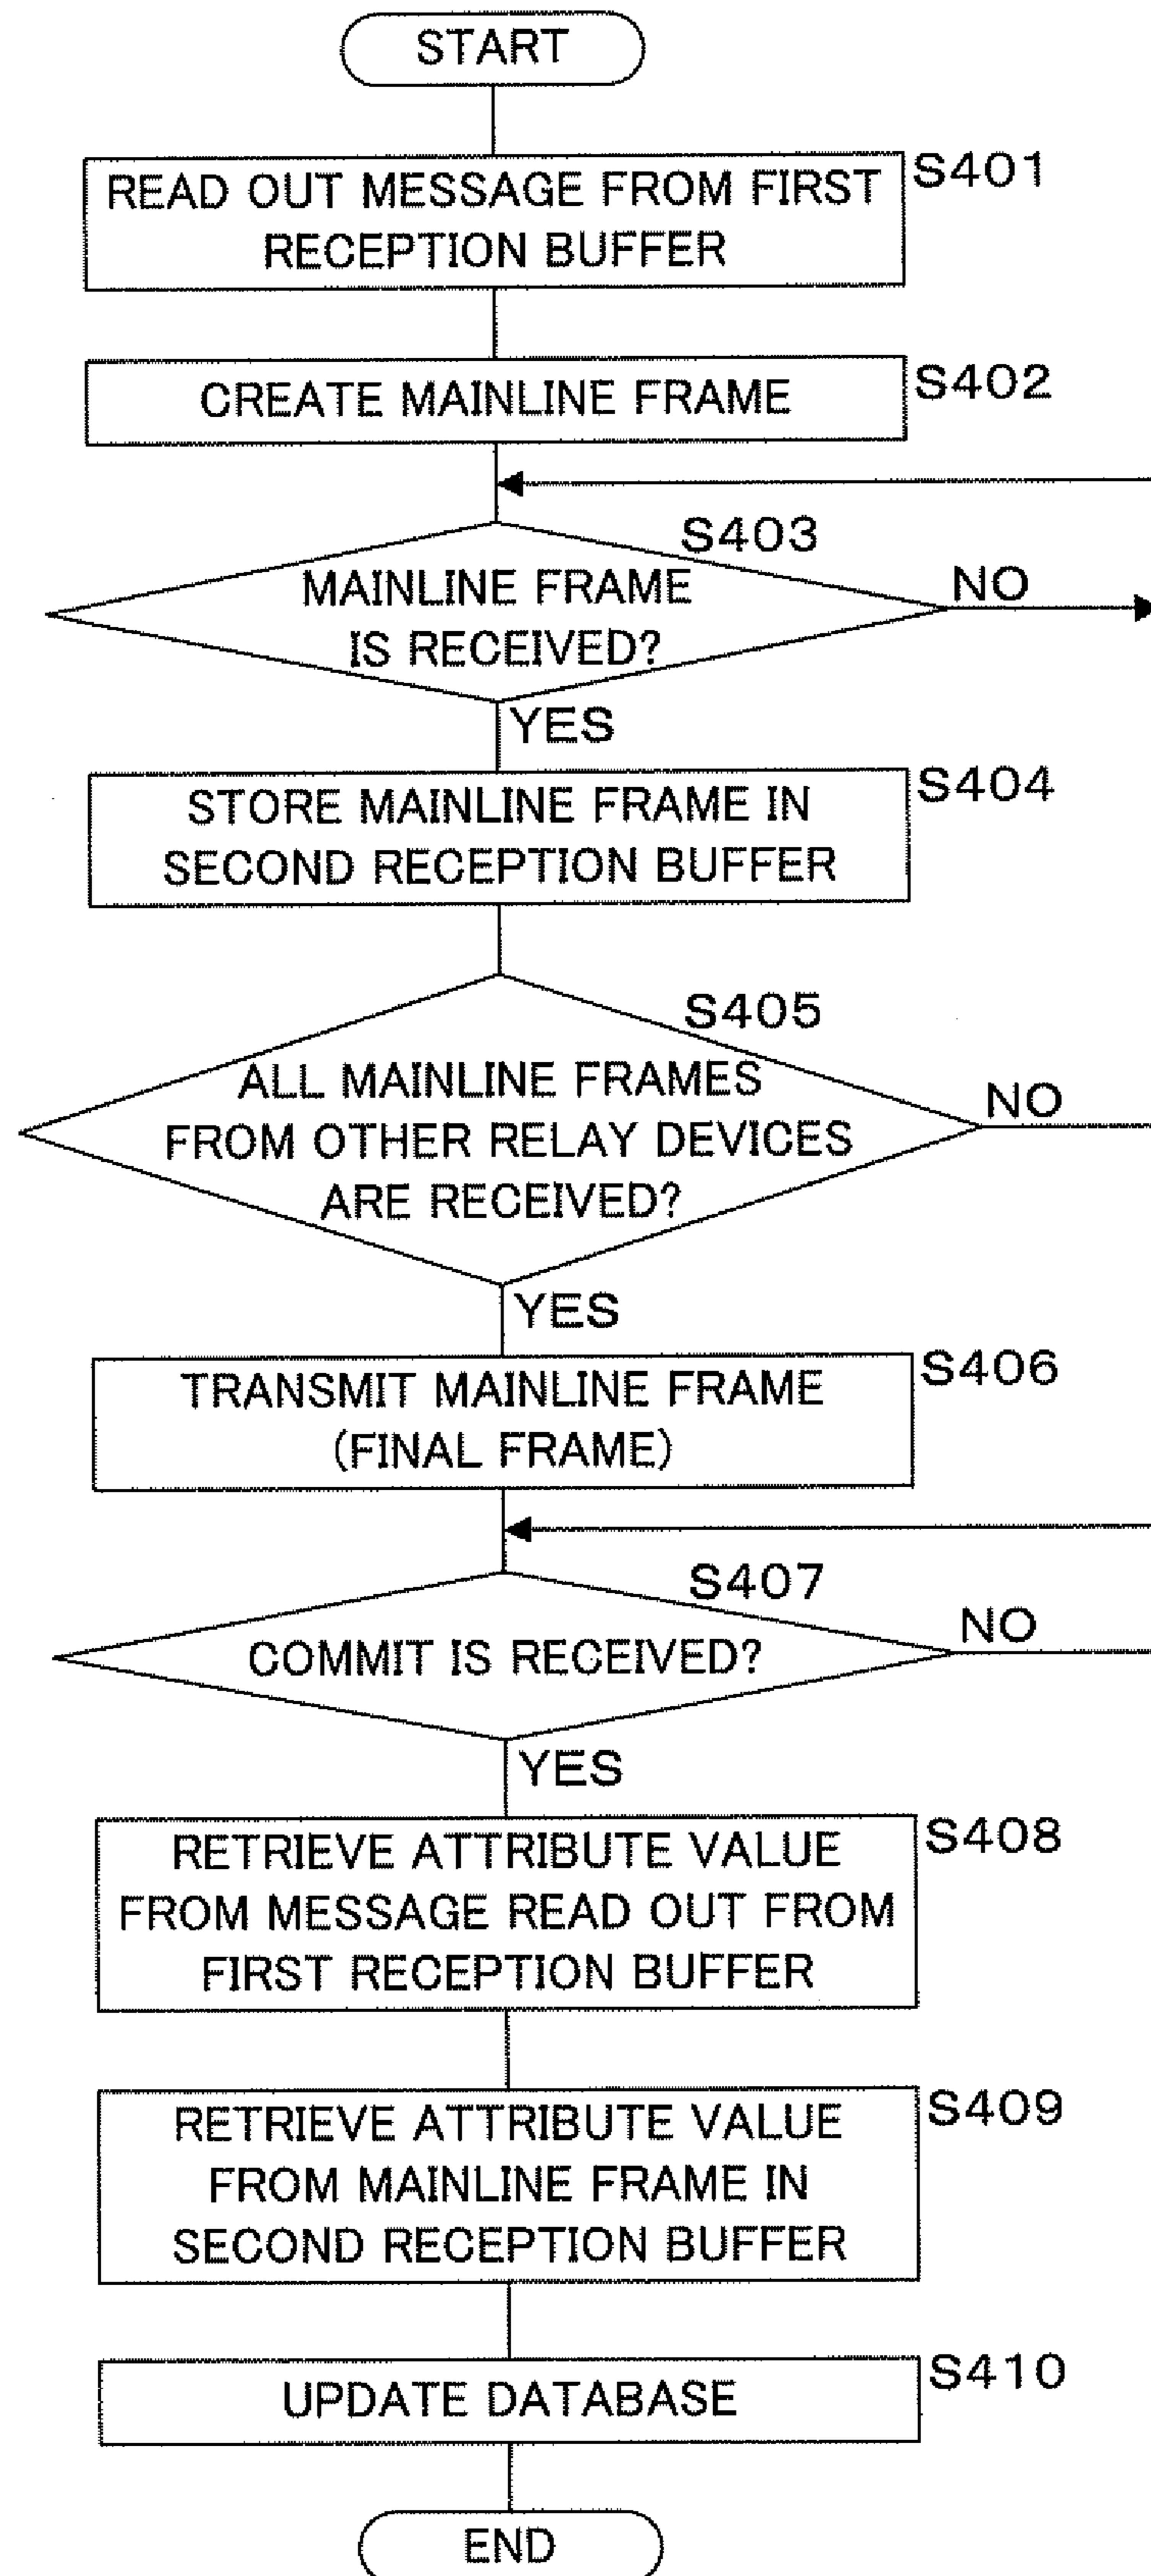 START
S401
READ OUT MESSAGE FROM FIRST
RECEPTION BUFFER
S402
CREATE MAINLINE FRAME
S403
MAINLINE FRAME
IS RECEIVED?
NO
YES
S404
STORE MAINLINE FRAME IN
SECOND RECEPTION BUFFER
S405
ALL MAINLINE FRAMES
FROM OTHER RELAY DEVICES
ARE RECEIVED?
NO
YES
S406
TRANSMIT MAINLINE FRAME
(FINAL FRAME)
S407
COMMIT IS RECEIVED?
NO
YES
S408
RETRIEVE ATTRIBUTE VALUE
FROM MESSAGE READ OUT FROM
FIRST RECEPTION BUFFER
S409
RETRIEVE ATTRIBUTE VALUE
FROM MAINLINE FRAME IN
SECOND RECEPTION BUFFER
S410
UPDATE DATABASE
END